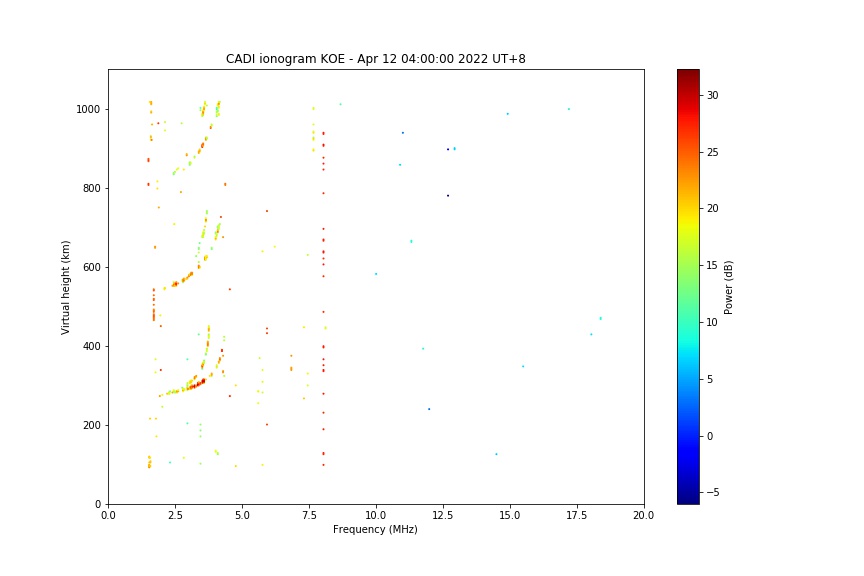 CADI ionogram KOE - Apr 12 04:00:00 2022 UT+8
1000
800
600
400
200
0
Virtual height (km)
0.0 2.5 5.0 7.5 10.0 12.5 15.0 17.5 20.0
Frequency (MHz)
30
25
20
15
10
5
0
−5
Power (dB)